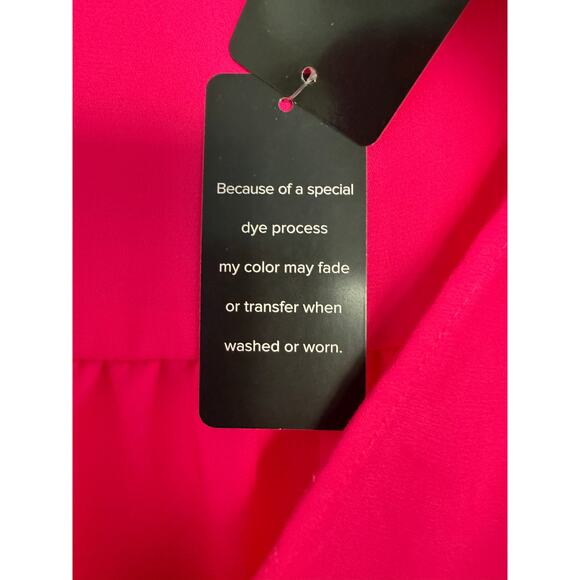 Because of a special
dye process
my color may fade
or transfer when
washed or worn.